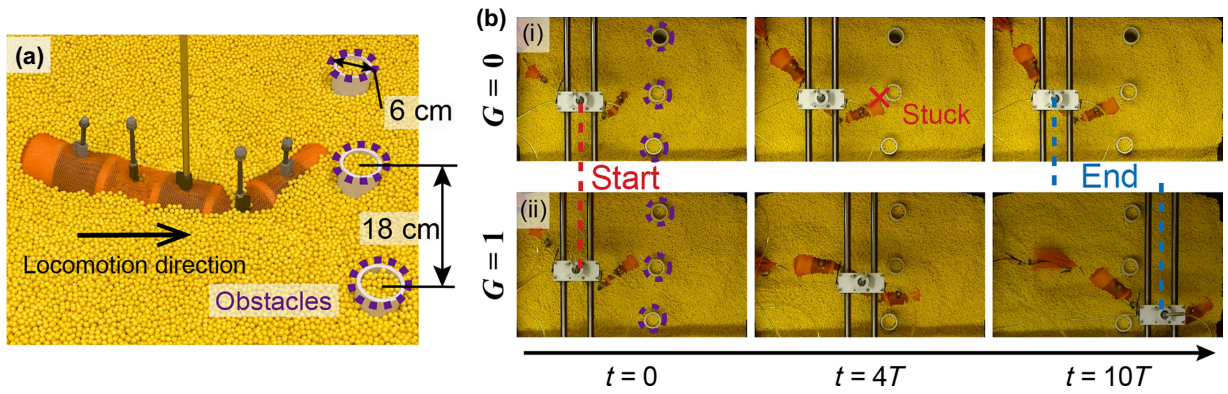 (a)
6 cm
18 cm
Locomotion direction
Obstacles
(b)
G = 0
(i)
Stuck
Start
End
G = 1
(ii)
t = 0
t = 4T
t = 10T